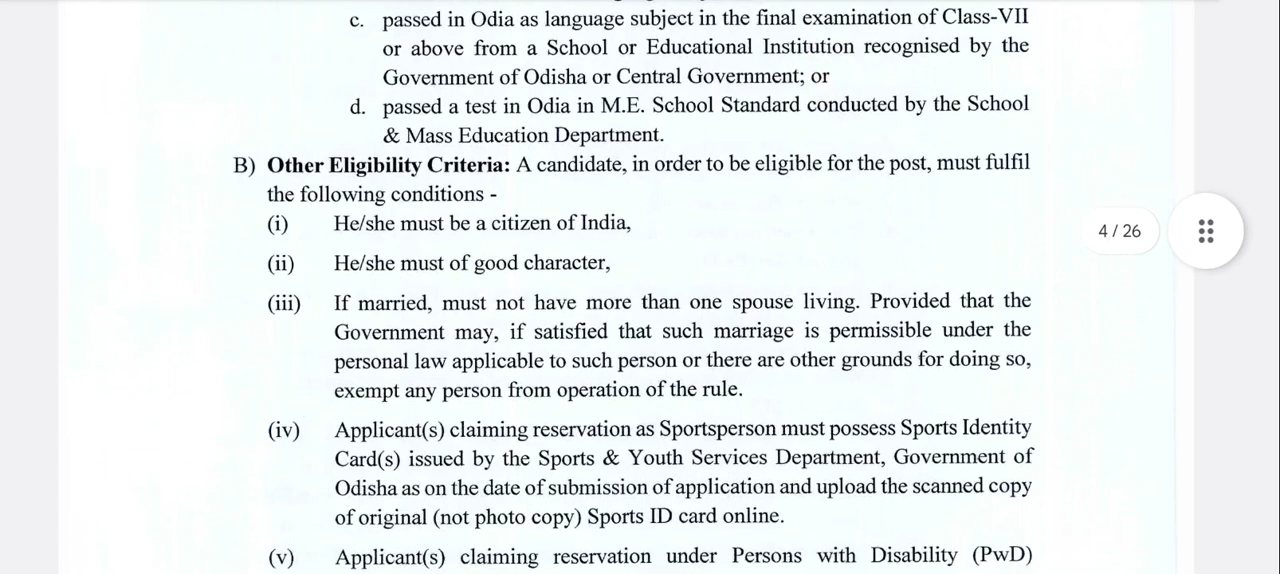 c. passed in Odia as language subject in the final examination of Class-VII
or above from a School or Educational Institution recognised by the
Government of Odisha or Central Government; or
d. passed a test in Odia in M.E. School Standard conducted by the School
& Mass Education Department.
B) Other Eligibility Criteria: A candidate, in order to be eligible for the post, must fulfil
the following conditions -
(i) He/she must be a citizen of India,
4 / 26
(ii) He/she must of good character,
(iii) If married, must not have more than one spouse living. Provided that the
Government may, if satisfied that such marriage is permissible under the
personal law applicable to such person or there are other grounds for doing so,
exempt any person from operation of the rule.
(iv) Applicant(s) claiming reservation as Sportsperson must possess Sports Identity
Card(s) issued by the Sports & Youth Services Department, Government of
Odisha as on the date of submission of application and upload the scanned copy
of original (not photo copy) Sports ID card online.
(v) Applicant(s) claiming reservation under Persons with Disability (PwD)